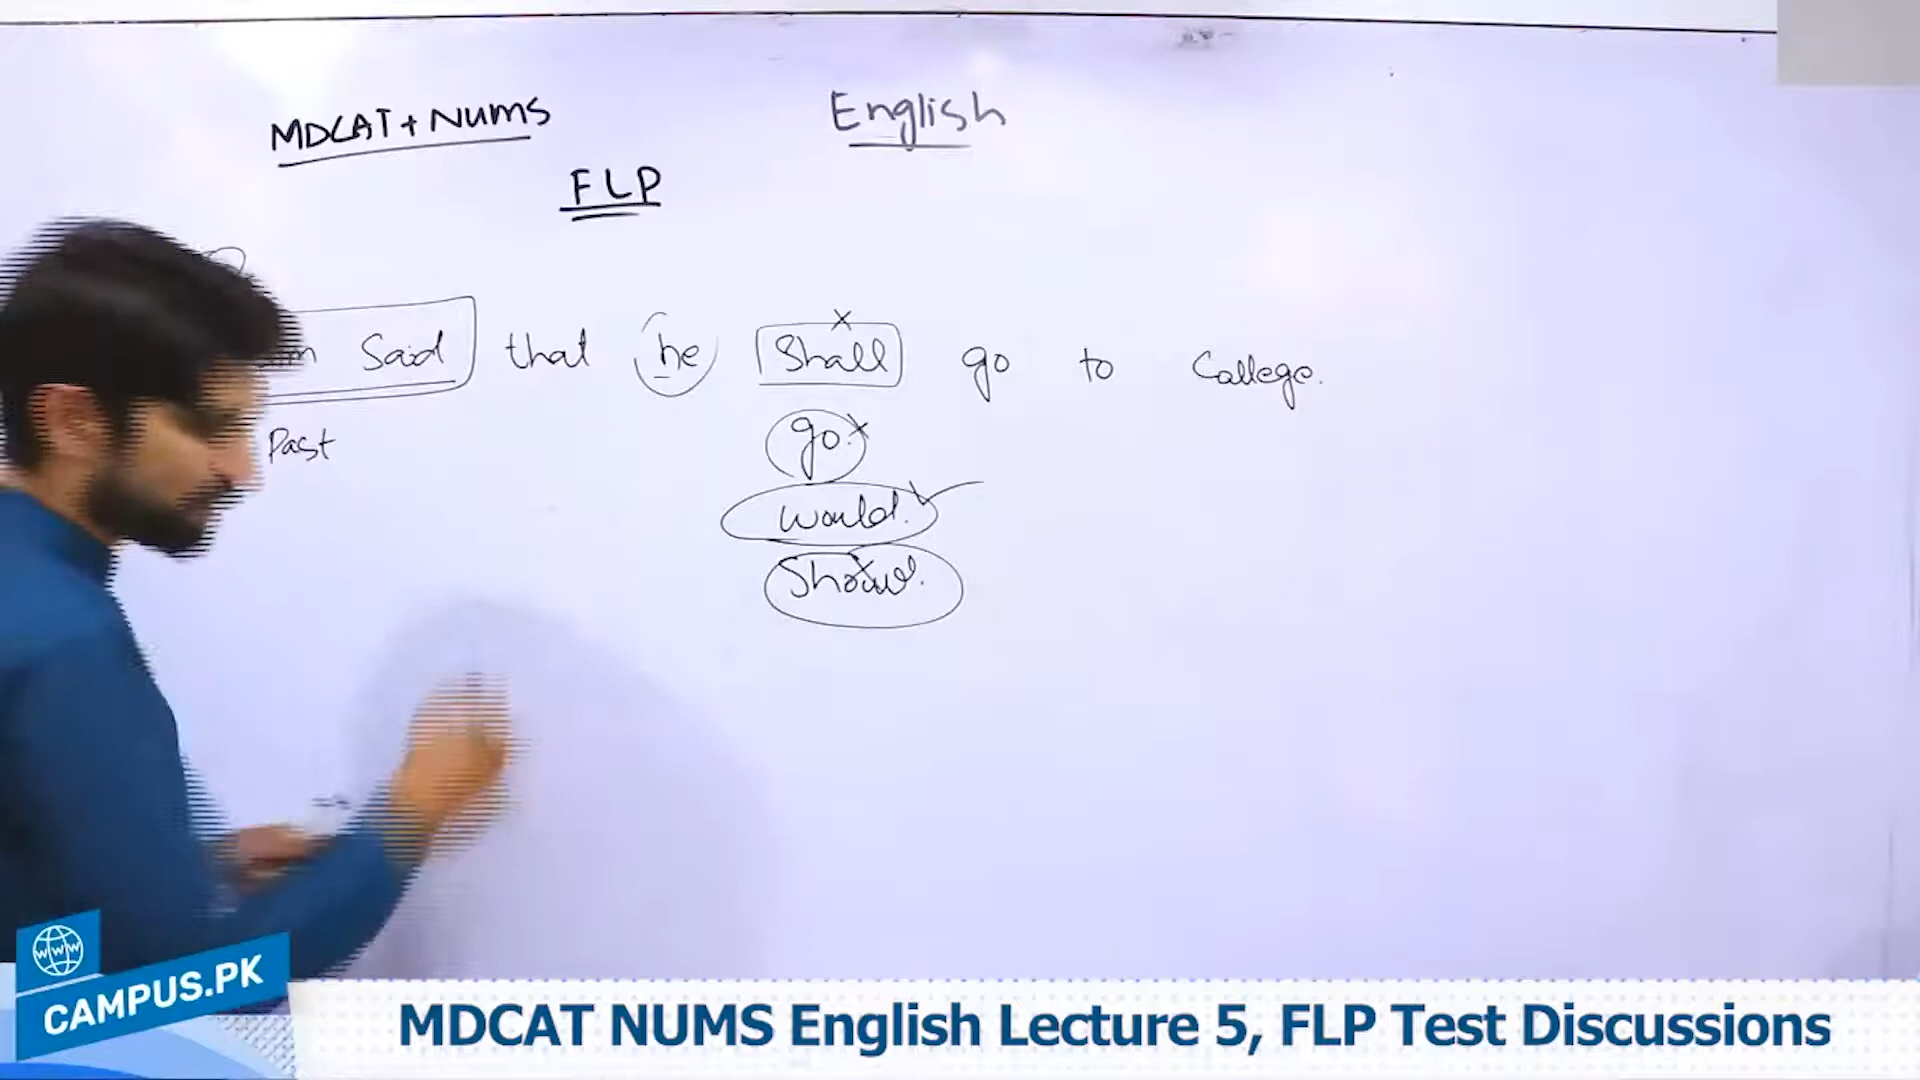 MDCAT + NUMS
English
FLP
Said that he Shall go to College.
Past
go
would.
Should.
www
CAMPUS.PK
MDCAT NUMS English Lecture 5, FLP Test Discussions